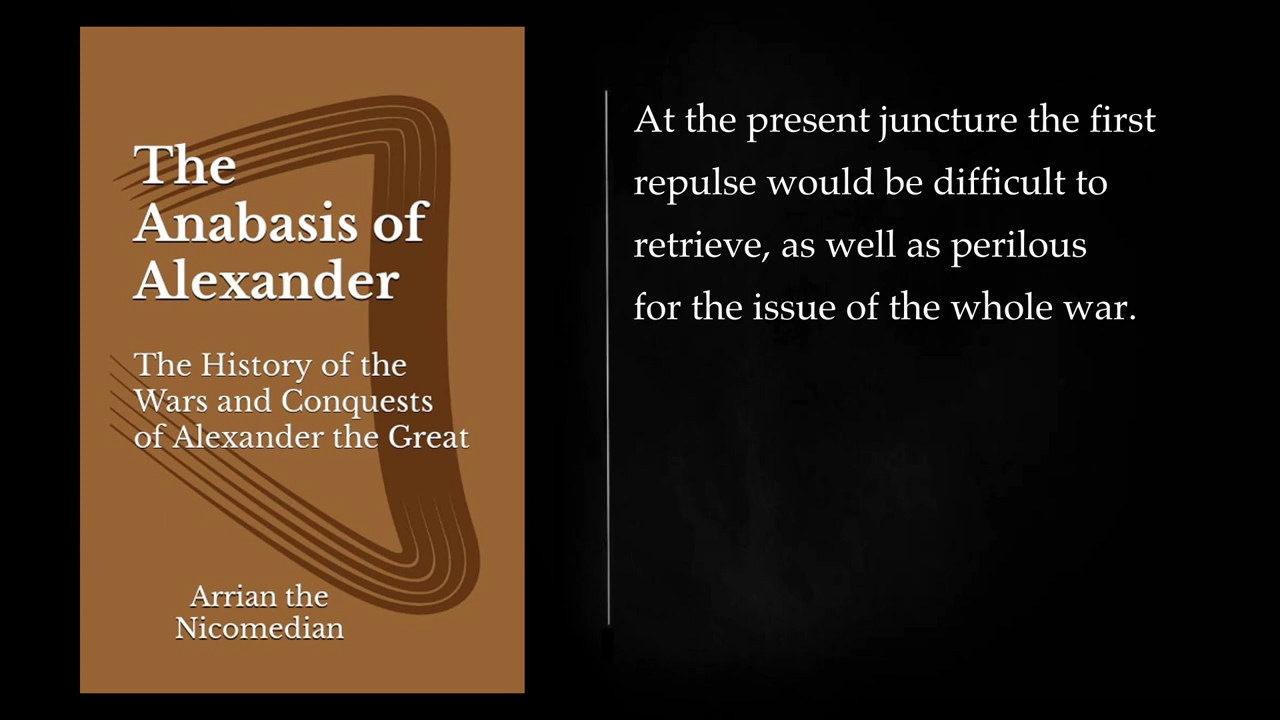 The
Anabasis of
Alexander
The History of the
Wars and Conquests
of Alexander the Great
Arrian the
Nicomedian
At the present juncture the first
repulse would be difficult to
retrieve, as well as perilous
for the issue of the whole war.